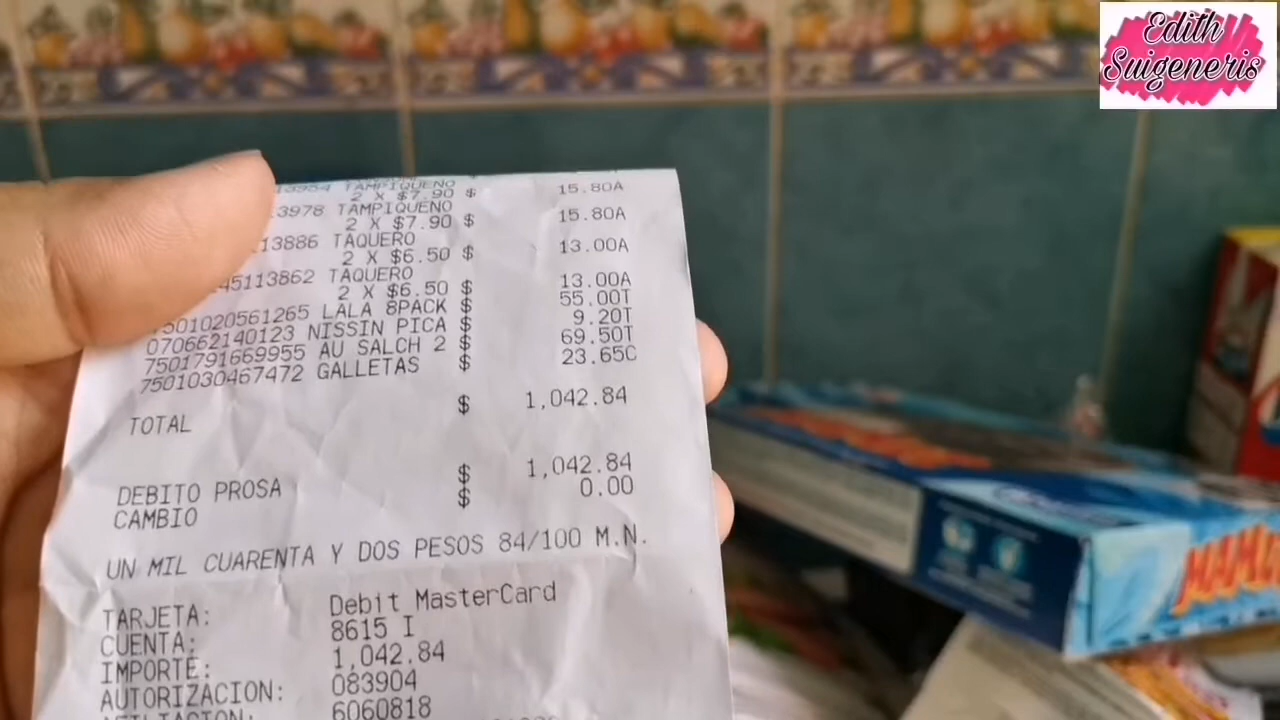 Edith
Suigeneris
13954 TAMPIQUENO
2 X $7.90 $ 15.80A
3978 TAMPIQUENO
2 X $7.90 $ 15.80A
13886 TAQUERO
2 X $6.50 $ 13.00A
45113862 TAQUERO
2 X $6.50 $ 13.00A
7501020561265 LALA 8PACK $ 55.00T
070662140123 NISSIN PICA $ 9.20T
7501791669955 AU SALCH 2 $ 69.50T
7501030467472 GALLETAS $ 23.65C
TOTAL $ 1,042.84
DEBITO PROSA $ 1,042.84
CAMBIO $ 0.00
UN MIL CUARENTA Y DOS PESOS 84/100 M.N.
TARJETA: Debit MasterCard
CUENTA: 8615 I
IMPORTE: 1,042.84
AUTORIZACION: 083904
AFILIACION: 6060818